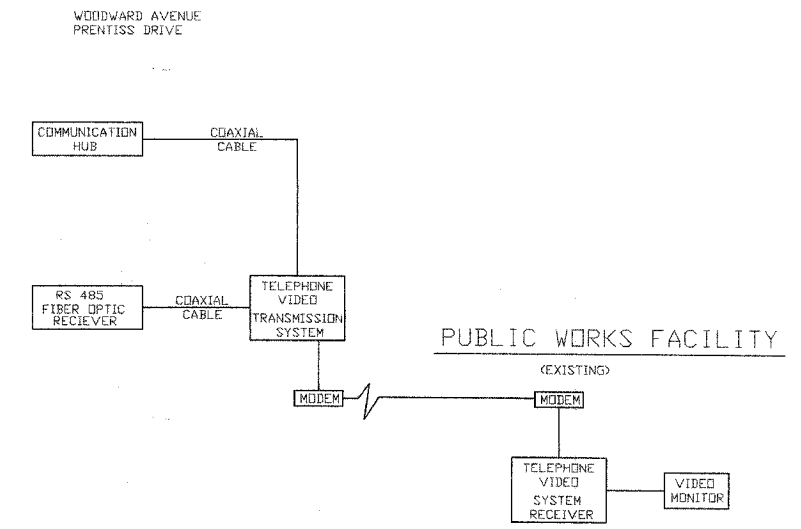 WOODWARD AVENUE
PRENTISS DRIVE
COMMUNICATION
HUB
COAXIAL
CABLE
RS 485
FIBER OPTIC
RECIEVER
COAXIAL
CABLE
TELEPHONE
VIDEO
TRANSMISSION
SYSTEM
PUBLIC WORKS FACILITY
(EXISTING)
MODEM
MODEM
TELEPHONE
VIDEO
SYSTEM
RECEIVER
VIDEO
MONITOR